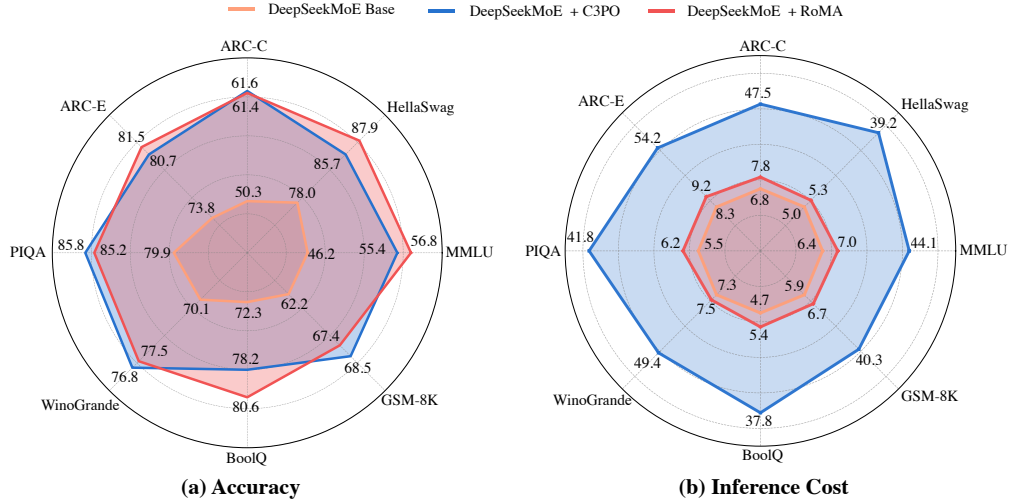 DeepSeekMoE Base DeepSeekMoE + C3PO DeepSeekMoE + RoMA
ARC-C
61.6
61.4
HellaSwag
87.9
85.7
ARC-E
81.5
80.7
50.3
78.0
73.8
PIQA
85.8
85.2
79.9
46.2
55.4
56.8
MMLU
70.1
72.3
62.2
67.4
68.5
GSM-8K
77.5
76.8
WinoGrande
78.2
80.6
BoolQ
(a) Accuracy
ARC-C
47.5
HellaSwag
39.2
ARC-E
54.2
7.8
6.8
9.2
8.3
5.3
5.0
PIQA
41.8
6.2
5.5
6.4
7.0
44.1
MMLU
7.3
7.5
4.7
5.4
5.9
6.7
49.4
WinoGrande
40.3
GSM-8K
37.8
BoolQ
(b) Inference Cost